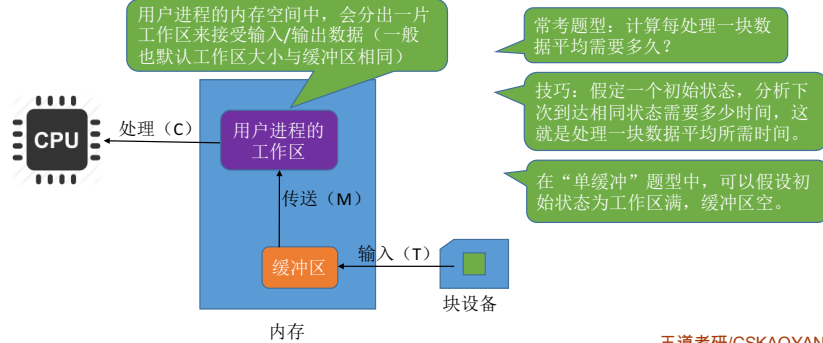 用户进程的内存空间中，会分出一片
工作区来接受输入/输出数据（一般
也默认工作区大小与缓冲区相同）
常考题型：计算每处理一块数
据平均需要多久？
技巧：假定一个初始状态，分析下
次到达相同状态需要多少时间，这
就是处理一块数据平均所需时间。
在“单缓冲”题型中，可以假设初
始状态为工作区满，缓冲区空。
CPU
处理（C）
用户进程的
工作区
传送（M）
缓冲区
输入（T）
块设备
内存
王道考研/CSKAOYAN